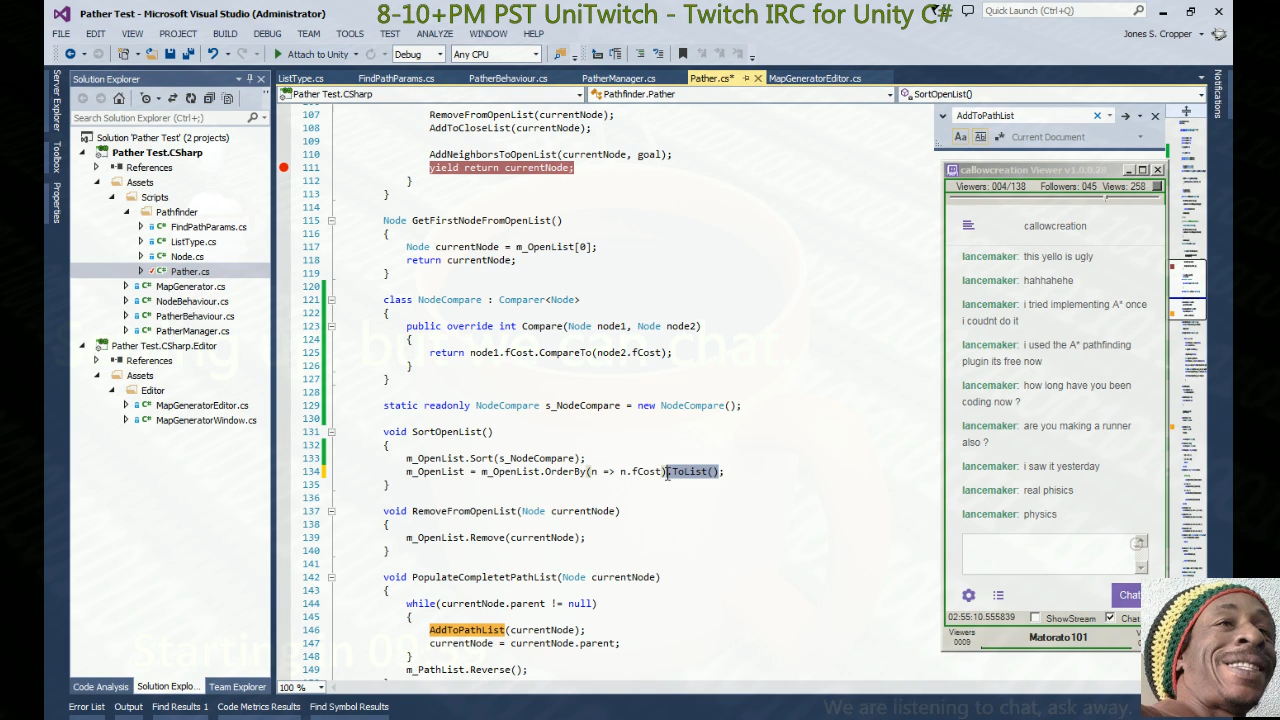 Pather Test - Microsoft Visual Studio (Administrator)
8-10+PM PST UniTwitch - Twitch IRC for Unity C#
Quick Launch (Ctrl+Q)
FILE EDIT VIEW PROJECT BUILD DEBUG TEAM TOOLS TEST ANALYZE WINDOW HELP
Jones S. Cropper
Attach to Unity
Debug
Any CPU
Server Explorer
Toolbox
Properties
Notifications
Solution Explorer
Search Solution Explorer (Ctrl+;)
Solution 'Pather Test' (2 projects)
Pather Test.CSharp
References
Assets
Scripts
Pathfinder
FindPathParams.cs
ListType.cs
Node.cs
Pather.cs
MapGenerator.cs
NodeBehaviour.cs
PatherBehaviour.cs
PatherManager.cs
Pather Test.CSharp.Editor
References
Assets
Editor
MapGeneratorEditor.cs
MapGeneratorWindow.cs
Code Analysis
Solution Explo...
Team Explorer
ListType.cs FindPathParams.cs PatherBehaviour.cs PatherManager.cs Pather.cs* MapGeneratorEditor.cs
Pather Test.CSharp
Pathfinder.Pather
SortOpenList()
107 RemoveFromOpenList(currentNode);
108 AddToCloseList(currentNode);
109
110 AddNeighborsToOpenList(currentNode, goal);
111 yield return currentNode;
112 }
113 }
114
115 Node GetFirstNodeFromOpenList()
116 {
117 Node currentNode = m_OpenList[0];
118 return currentNode;
119 }
120
121 class NodeCompare : Comparer<Node>
122 {
123 public override int Compare(Node node1, Node node2)
124 {
125 return node1.fCost.CompareTo(node2.fCost);
126 }
127 }
128
129 static readonly NodeCompare s_NodeCompare = new NodeCompare();
130
131 void SortOpenList()
132 {
133 m_OpenList.Sort(s_NodeCompare);
134 m_OpenList = m_OpenList.OrderBy(n => n.fCost).ToList();
135 }
136
137 void RemoveFromOpenList(Node currentNode)
138 {
139 m_OpenList.Remove(currentNode);
140 }
141
142 void PopulateCompletetPathList(Node currentNode)
143 {
144 while(currentNode.parent != null)
145 {
146 AddToPathList(currentNode);
147 currentNode = currentNode.parent;
148 }
149 m_PathList.Reverse();
100 %
AddToPathList
Aa
Current Document
callowcreation Viewer v1.0.0.28
Viewers: 004/138 Followers: 045 Views: 258
callowcreation
lancemaker: this yello is ugly
lancemaker: hahhahehe
lancemaker: i tried implementing A* once
i coudnt do it
lancemaker: i used the A* pathfinding
plugin its free now
lancemaker: how long have you been
coding now ?
lancemaker: are you making a runner
also ?
lancemaker: i saw it yesterday
lancemaker: real phisics
lancemaker: physics
Chat
02:55:10.555839
ShowStream
Chat
Viewers
0009
Matorato101
Error List Output Find Results 1 Code Metrics Results Find Symbol Results
We are listening to chat, ask away.